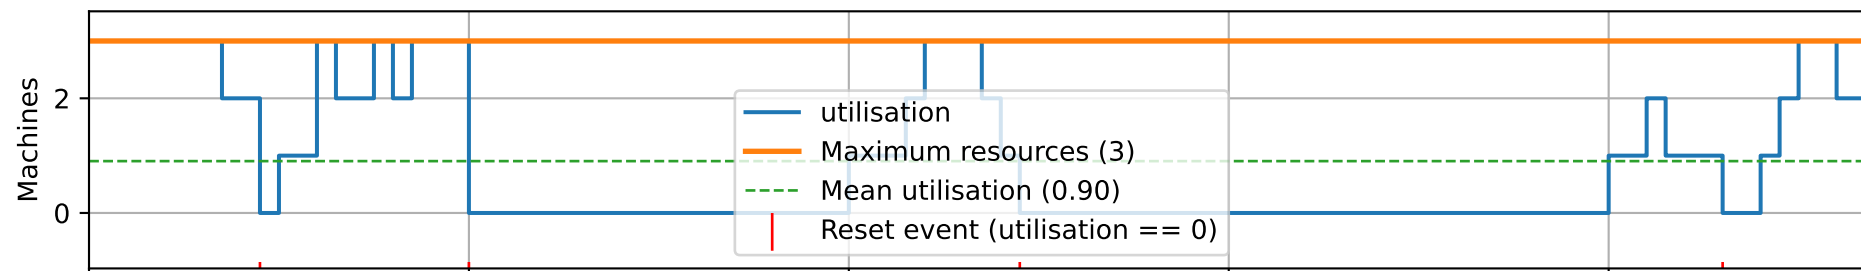 Machines
2
0
utilisation
Maximum resources (3)
Mean utilisation (0.90)
Reset event (utilisation == 0)